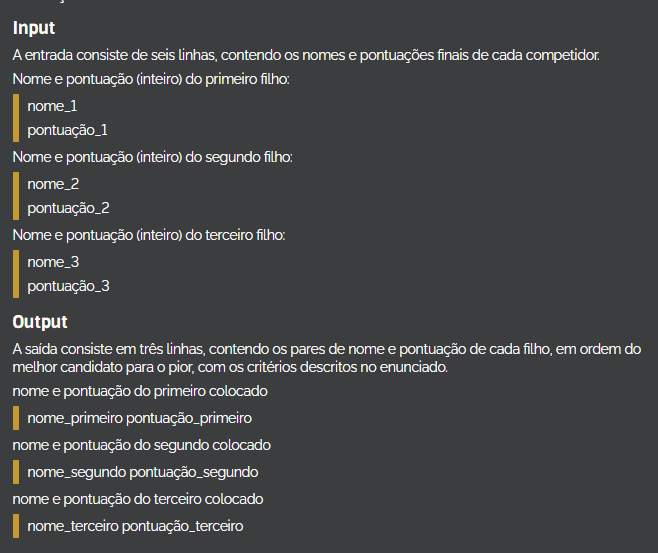 Input
A entrada consiste de seis linhas, contendo os nomes e pontuações finais de cada competidor.
Nome e pontuação (inteiro) do primeiro filho:
nome_1
pontuação_1
Nome e pontuação (inteiro) do segundo filho:
nome_2
pontuação_2
Nome e pontuação (inteiro) do terceiro filho:
nome_3
pontuação_3
Output
A saída consiste em três linhas, contendo os pares de nome e pontuação de cada filho, em ordem do
melhor candidato para o pior, com os critérios descritos no enunciado.
nome e pontuação do primeiro colocado
nome_primeiro pontuação_primeiro
nome e pontuação do segundo colocado
nome_segundo pontuação_segundo
nome e pontuação do terceiro colocado
nome_terceiro pontuação_terceiro